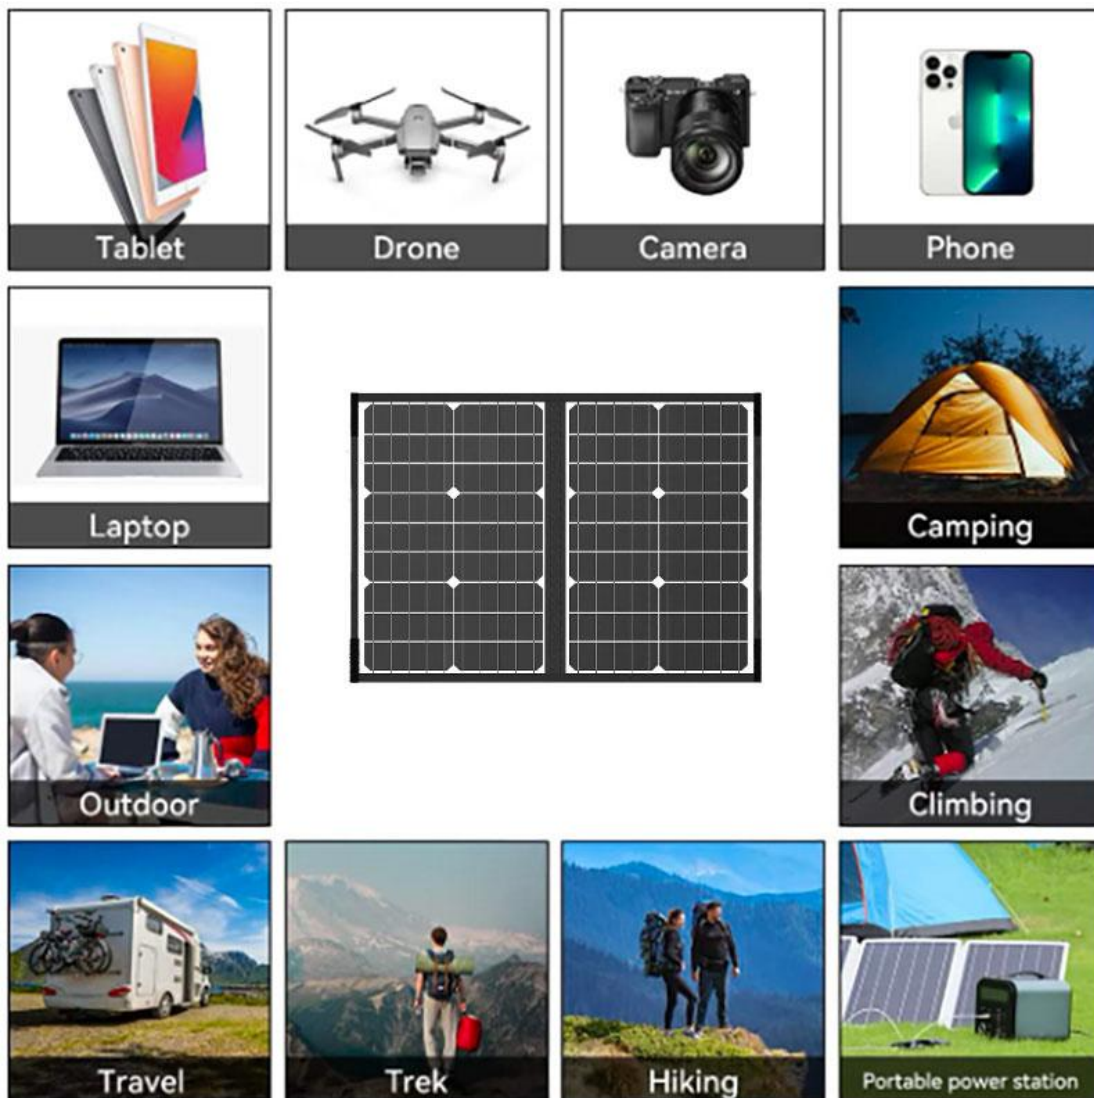 Tablet
Drone
Camera
Phone
Laptop
Camping
Outdoor
Climbing
Travel
Trek
Hiking
Portable power station